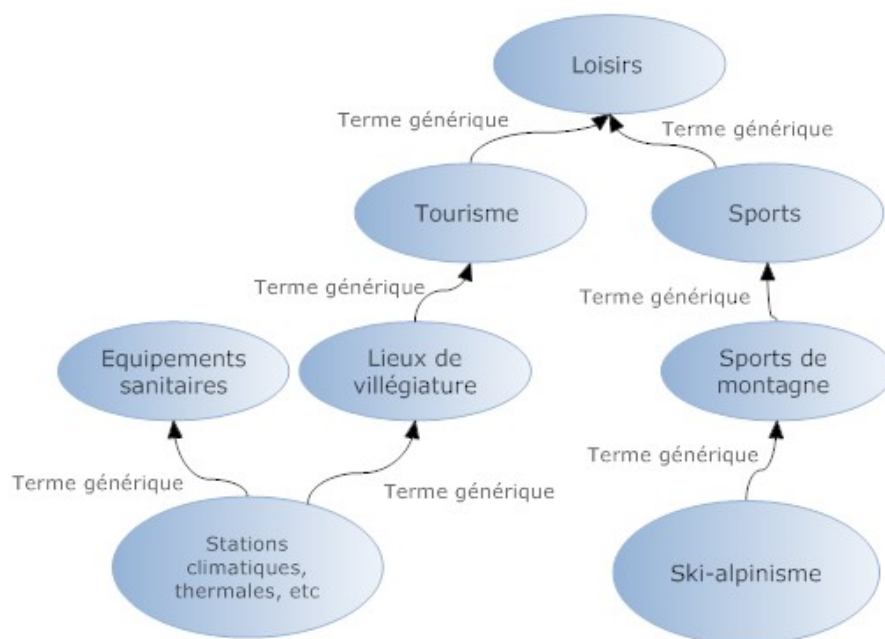 Loisirs
Terme générique
Terme générique
Tourisme
Sports
Terme générique
Terme générique
Equipements
sanitaires
Lieux de
villégiature
Sports de
montagne
Terme générique
Terme générique
Terme générique
Stations
climatiques,
thermales, etc
Ski-alpinisme